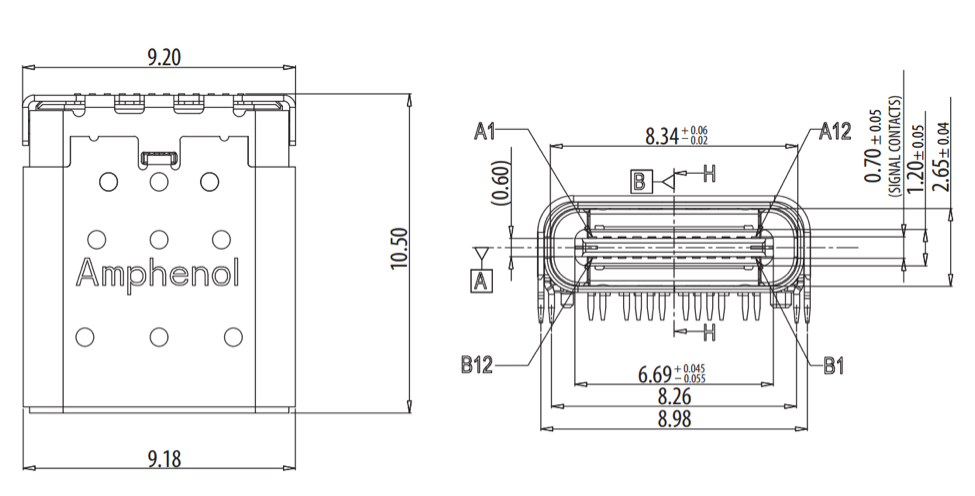 9.20
10.50
Amphenol
9.18
A1
A12
8.34 +0.06 −0.02
B
H
(0.60)
0.70 ± 0.05
(SIGNAL CONTACTS)
1.20 ± 0.05
2.65 ± 0.04
A
H
B12
B1
6.69 +0.045 −0.055
8.26
8.98